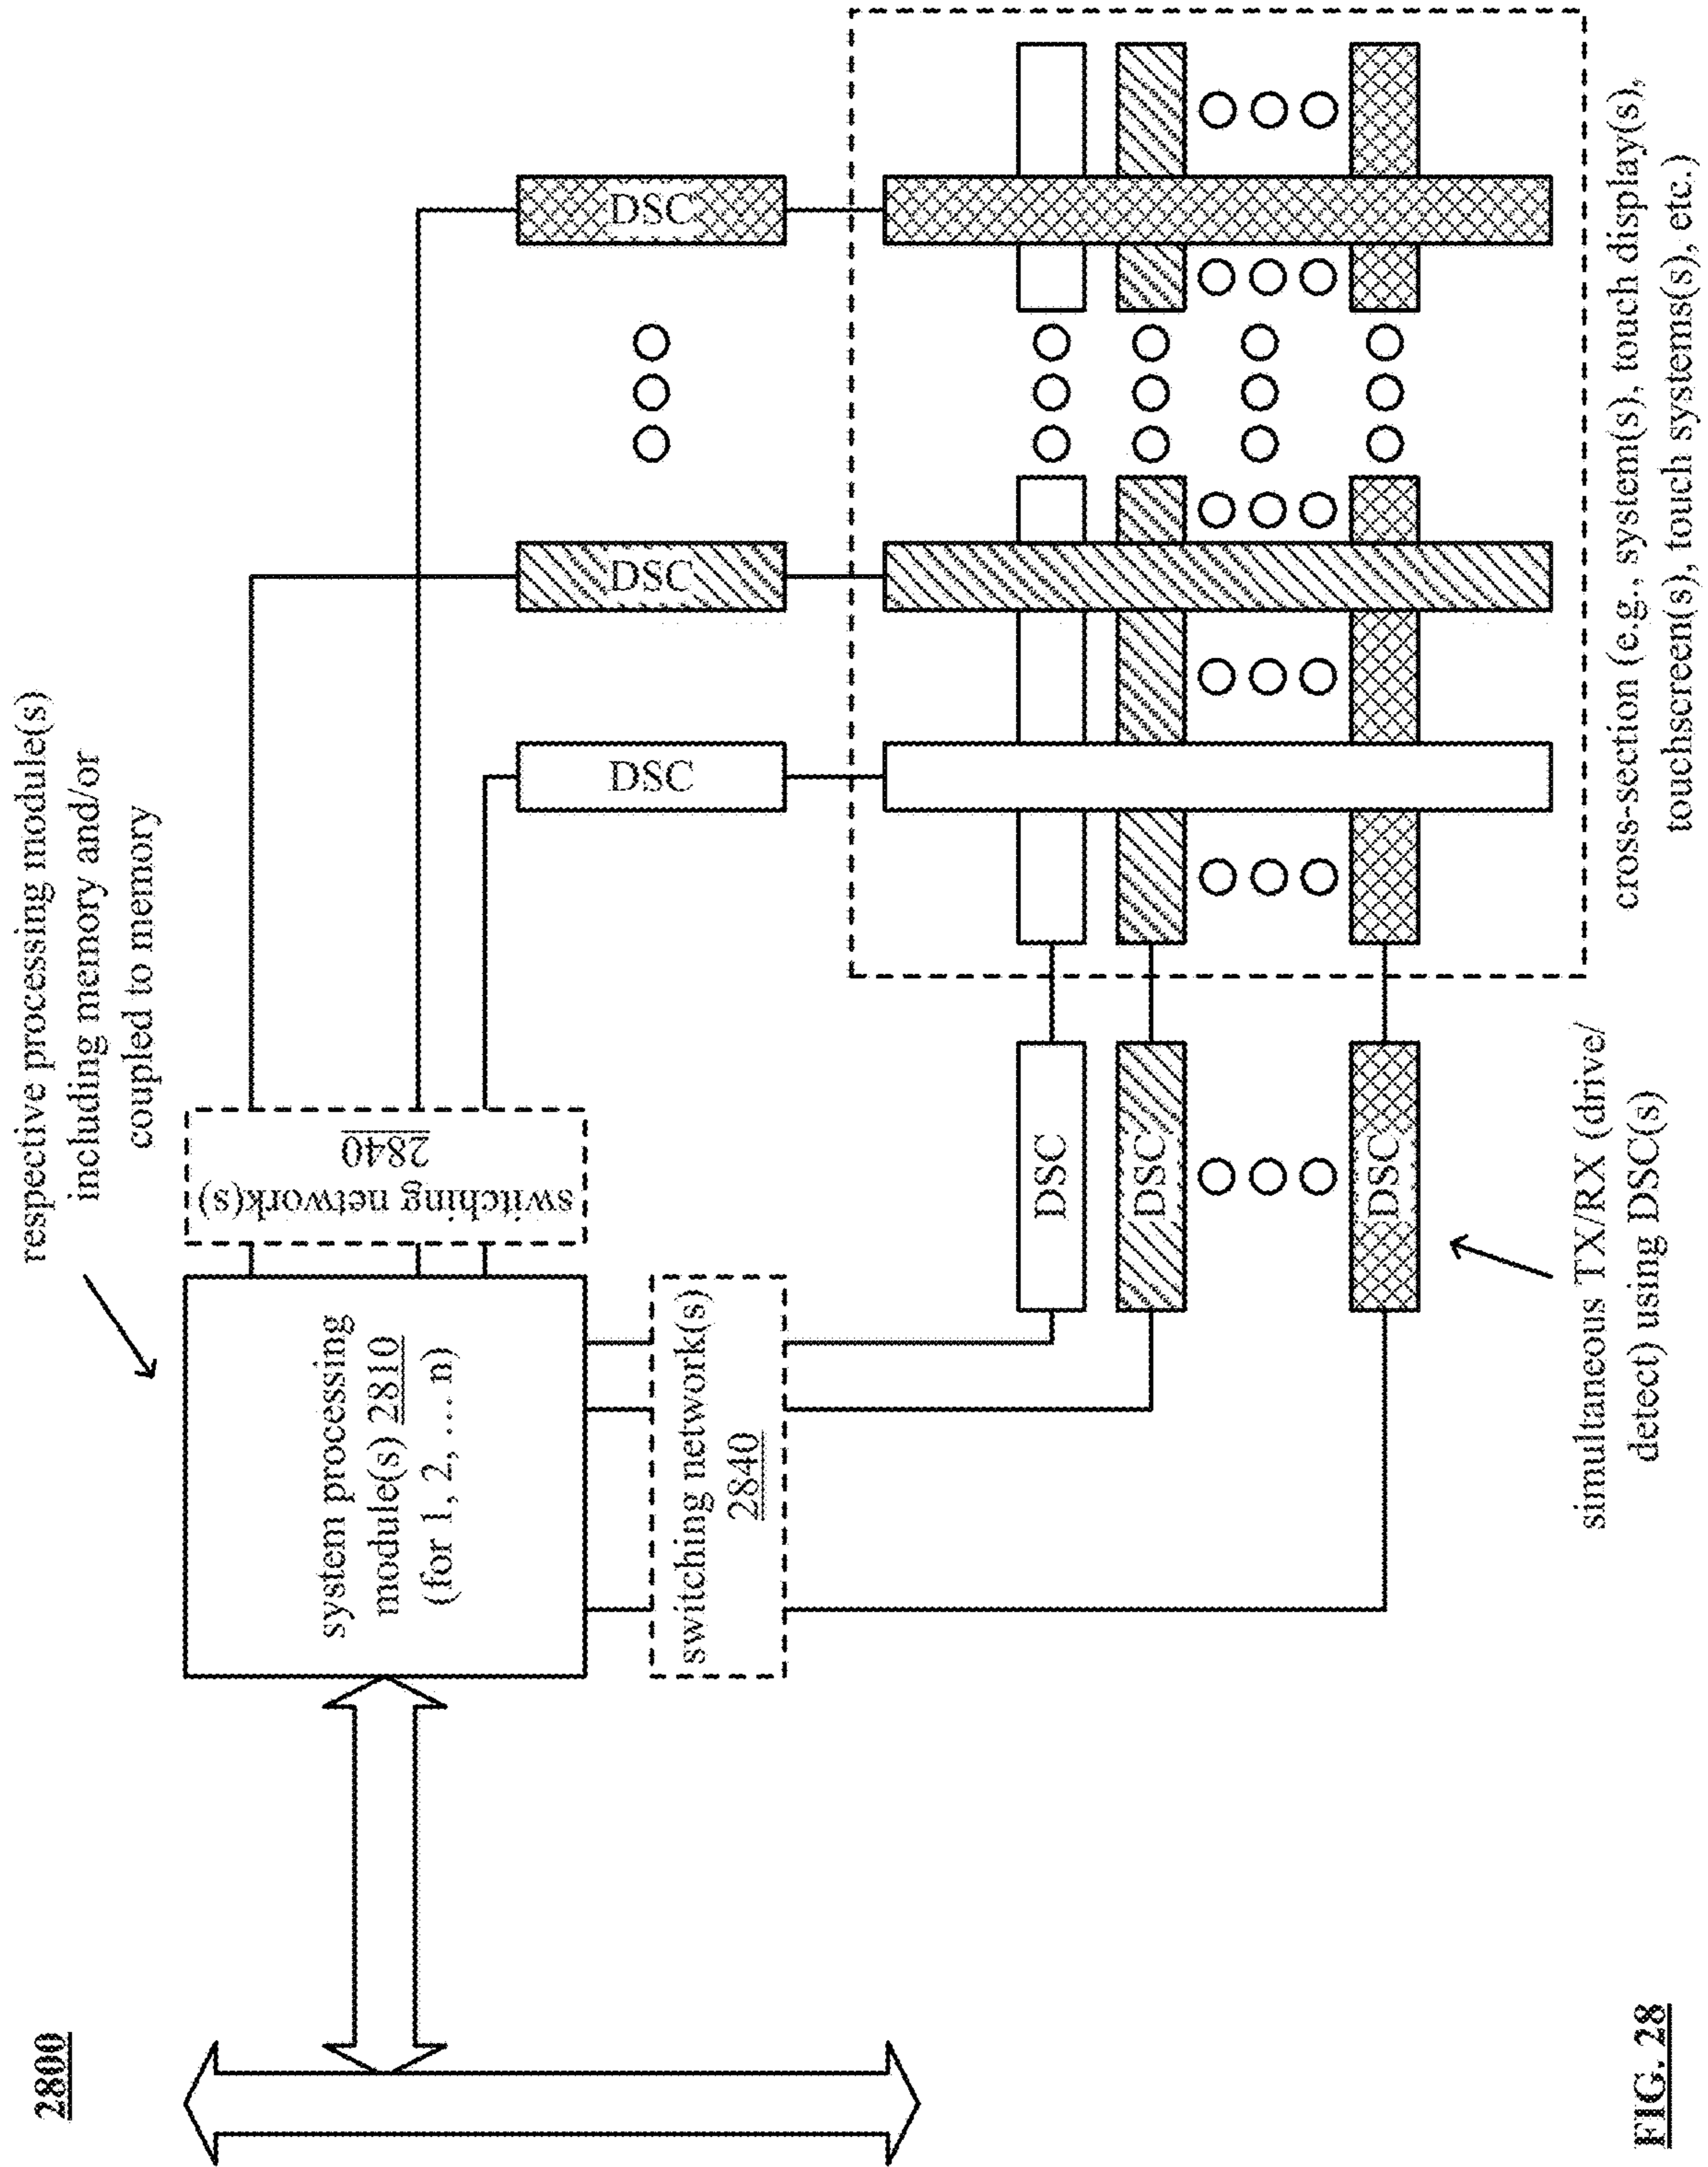 2800
respective processing module(s)
including memory and/or
coupled to memory
system processing
module(s) 2810
(for 1, 2, … n)
switching network(s)
2840
switching network(s)
2840
DSC
DSC
DSC
DSC
DSC
DSC
simultaneous TX/RX (drive/
detect) using DSC(s)
cross-section (e.g., system(s), touch display(s),
touchscreen(s), touch systems(s), etc.)
FIG. 28